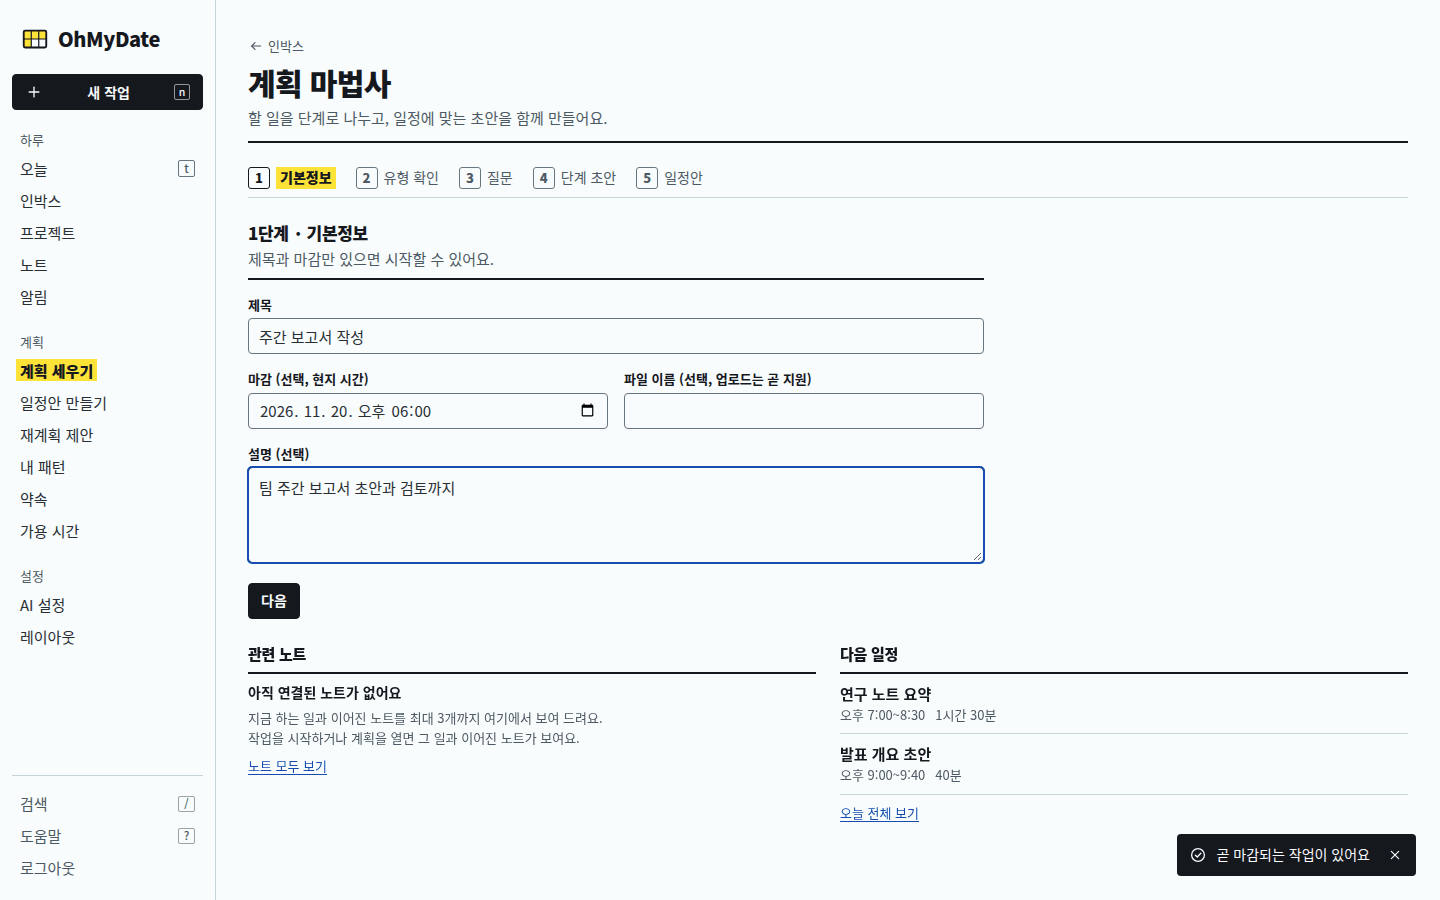 OhMyDate
새 작업
n
하루
오늘
t
인박스
프로젝트
노트
알림
계획
계획 세우기
일정안 만들기
재계획 제안
내 패턴
약속
가용 시간
설정
AI 설정
레이아웃
검색
/
도움말
?
로그아웃
인박스
계획 마법사
할 일을 단계로 나누고, 일정에 맞는 초안을 함께 만들어요.
1 기본정보 2 유형 확인 3 질문 4 단계 초안 5 일정안
1단계 · 기본정보
제목과 마감만 있으면 시작할 수 있어요.
제목
주간 보고서 작성
마감 (선택, 현지 시간)
2026. 11. 20. 오후 06:00
파일 이름 (선택, 업로드는 곧 지원)
설명 (선택)
팀 주간 보고서 초안과 검토까지
다음
관련 노트
아직 연결된 노트가 없어요
지금 하는 일과 이어진 노트를 최대 3개까지 여기에서 보여 드려요.
작업을 시작하거나 계획을 열면 그 일과 이어진 노트가 보여요.
노트 모두 보기
다음 일정
연구 노트 요약
오후 7:00~8:30 1시간 30분
발표 개요 초안
오후 9:00~9:40 40분
오늘 전체 보기
곧 마감되는 작업이 있어요